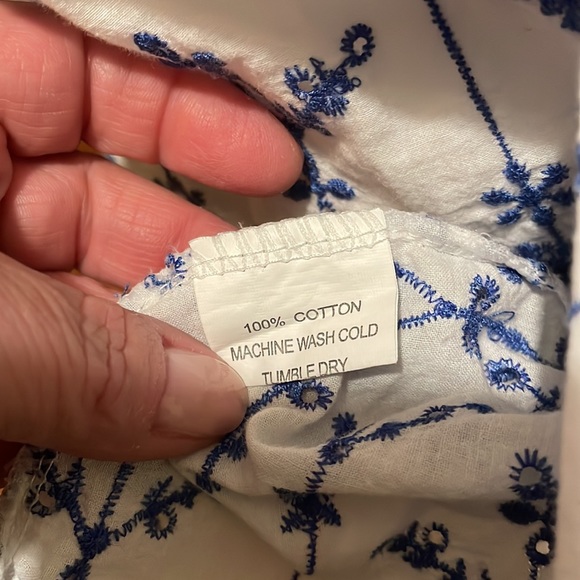 100% COTTON
MACHINE WASH COLD
TUMBLE DRY